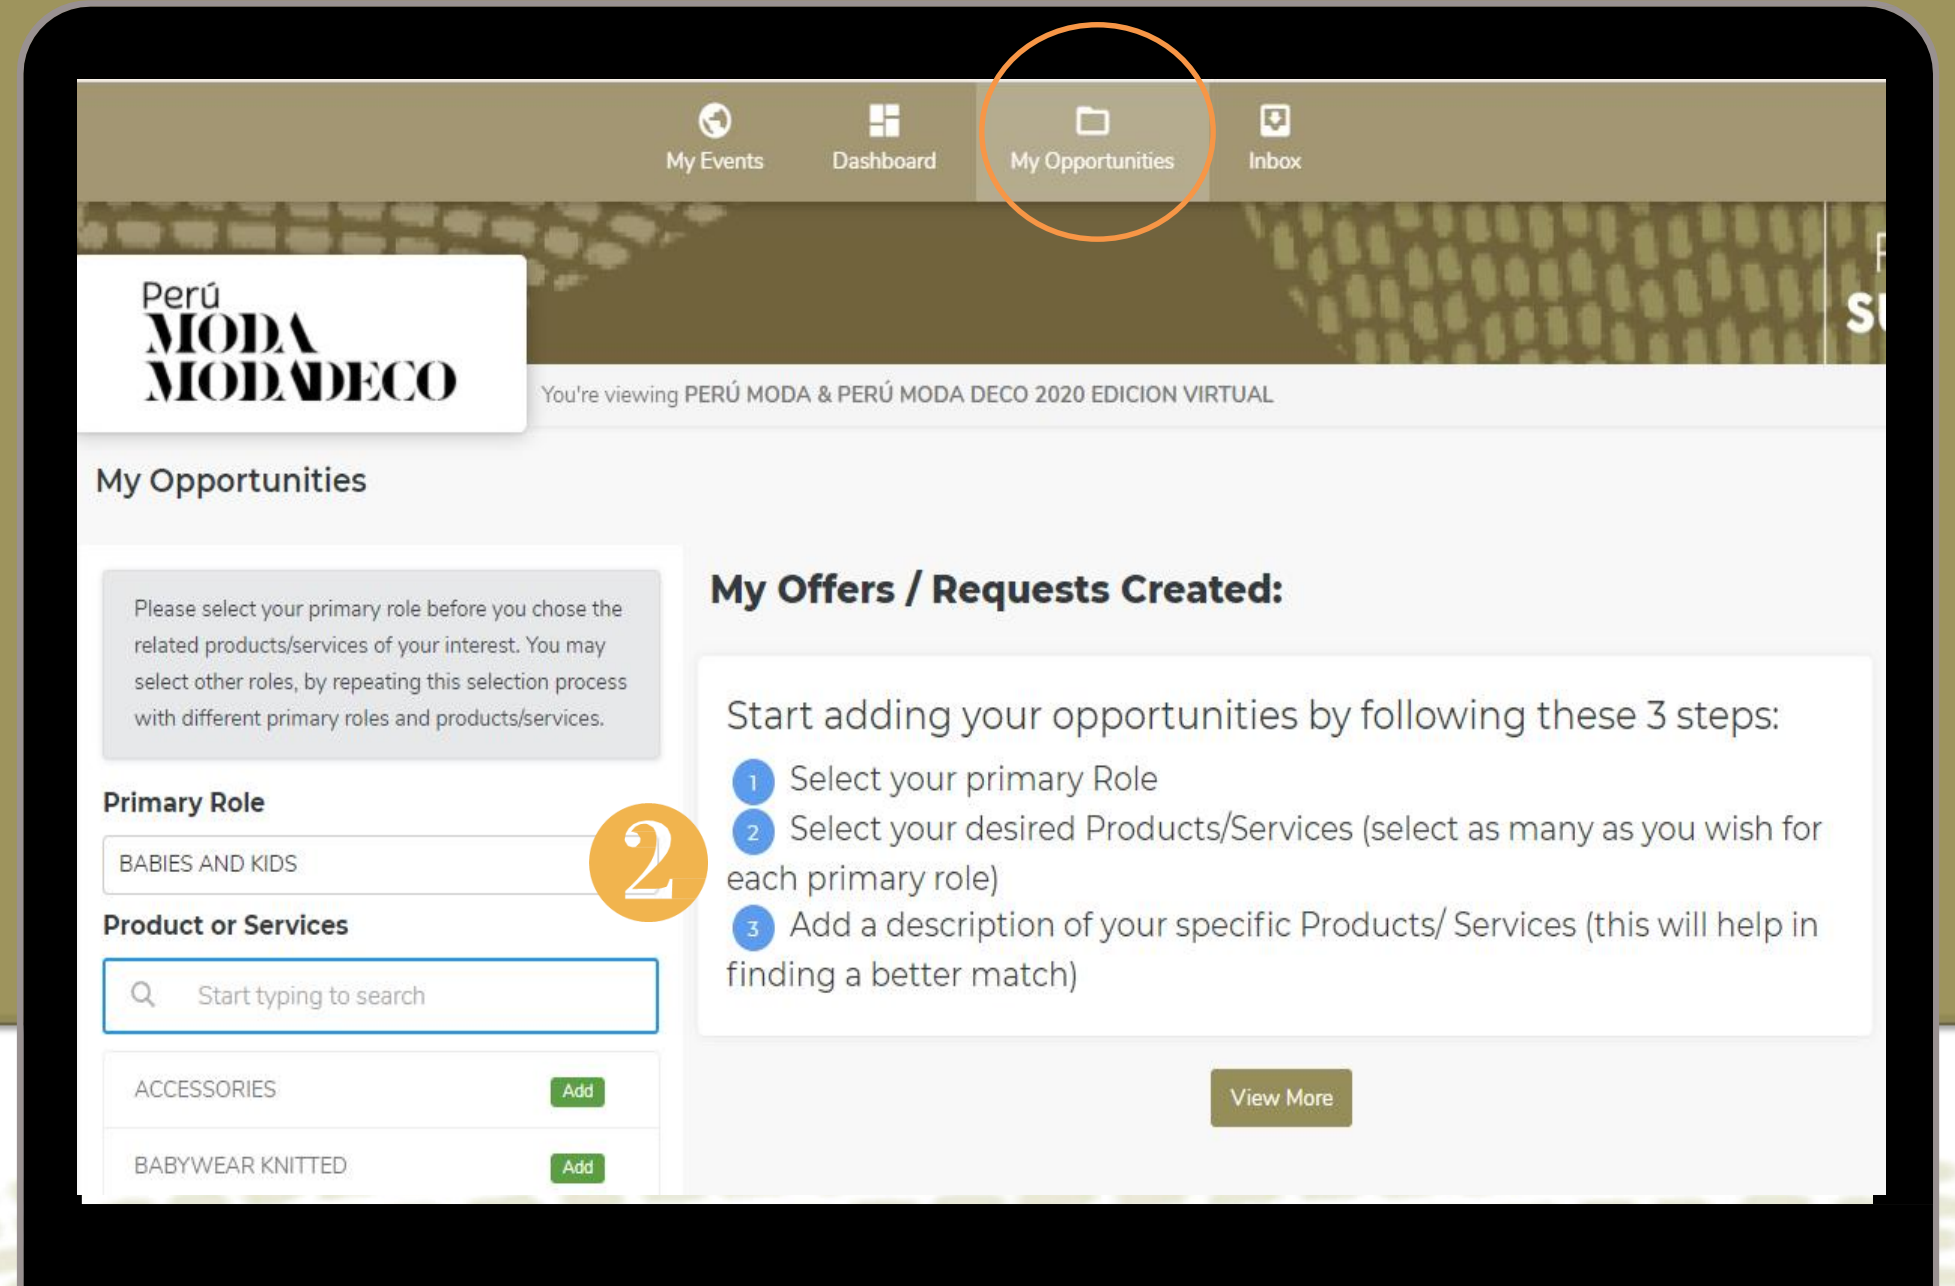 My Events
Dashboard
My Opportunities
Inbox
Perú
MODA
MODADECO
You're viewing PERÚ MODA & PERÚ MODA DECO 2020 EDICION VIRTUAL
My Opportunities
Please select your primary role before you chose the
related products/services of your interest. You may
select other roles, by repeating this selection process
with different primary roles and products/services.
Primary Role
BABIES AND KIDS
2
Product or Services
Start typing to search
ACCESSORIES
Add
BABYWEAR KNITTED
Add
My Offers / Requests Created:
Start adding your opportunities by following these 3 steps:
1 Select your primary Role
2 Select your desired Products/Services (select as many as you wish for
each primary role)
3 Add a description of your specific Products/ Services (this will help in
finding a better match)
View More